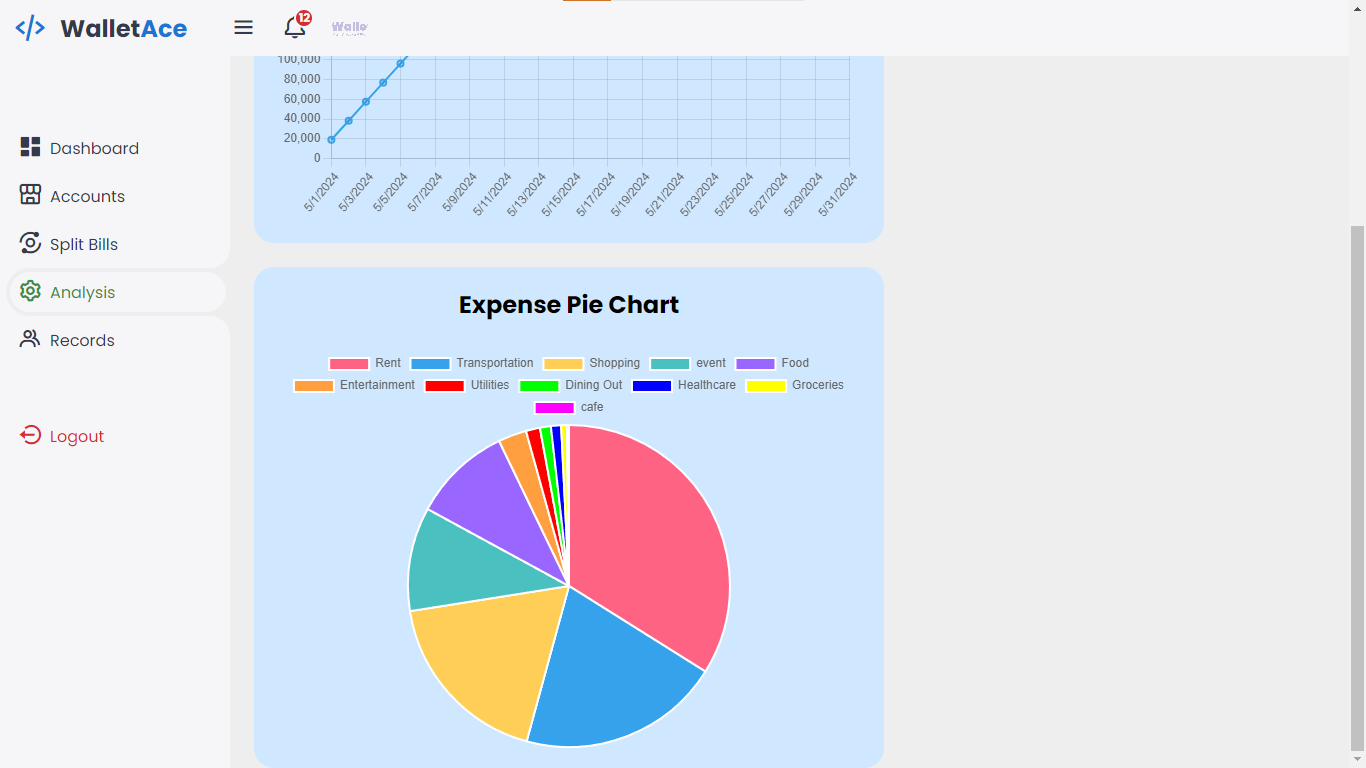 WalletAce
12
Walle
100,000
80,000
60,000
40,000
20,000
0
5/1/2024 5/3/2024 5/5/2024 5/7/2024 5/9/2024 5/11/2024 5/13/2024 5/15/2024 5/17/2024 5/19/2024 5/21/2024 5/23/2024 5/25/2024 5/27/2024 5/29/2024 5/31/2024
Dashboard
Accounts
Split Bills
Analysis
Records
Logout
Expense Pie Chart
Rent Transportation Shopping event Food
Entertainment Utilities Dining Out Healthcare Groceries
cafe